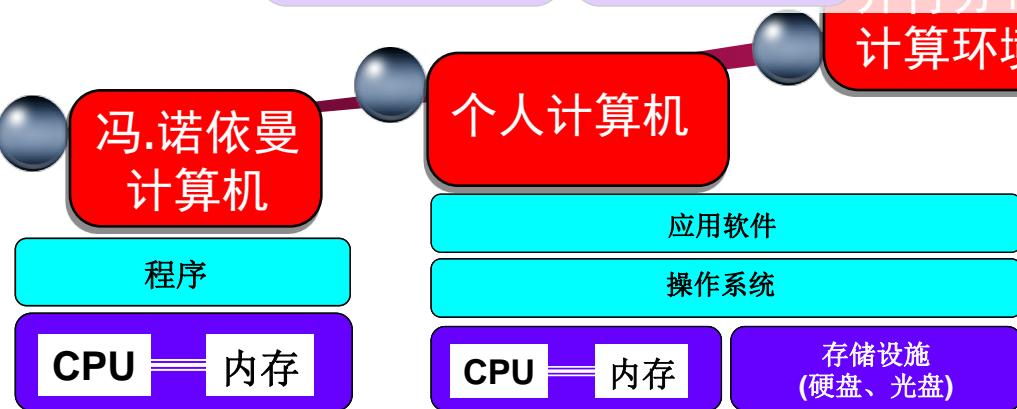 计算环
冯.诺依曼
计算机
个人计算机
程序
CPU
内存
应用软件
操作系统
CPU
内存
存储设施
(硬盘、光盘)